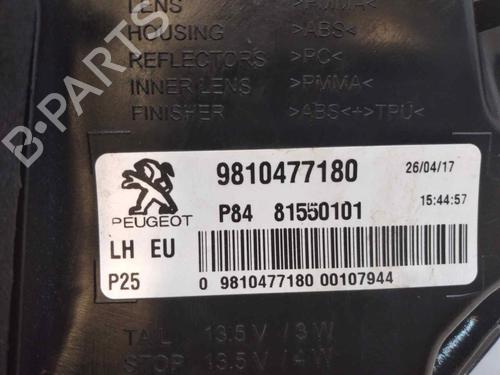 LENS >PMMA<
HOUSING >ABS<
REFLECTORS >PC<
INNER LENS >PMMA<
FINISHER >ABS<+>TPU<
B-PARTS
PEUGEOT
9810477180 26/04/17
P84 81550101 15:44:57
LH EU
P25
0 9810477180 00107944
TAIL 13.5 V / 3 W
STOP 13.5 V / 4 W